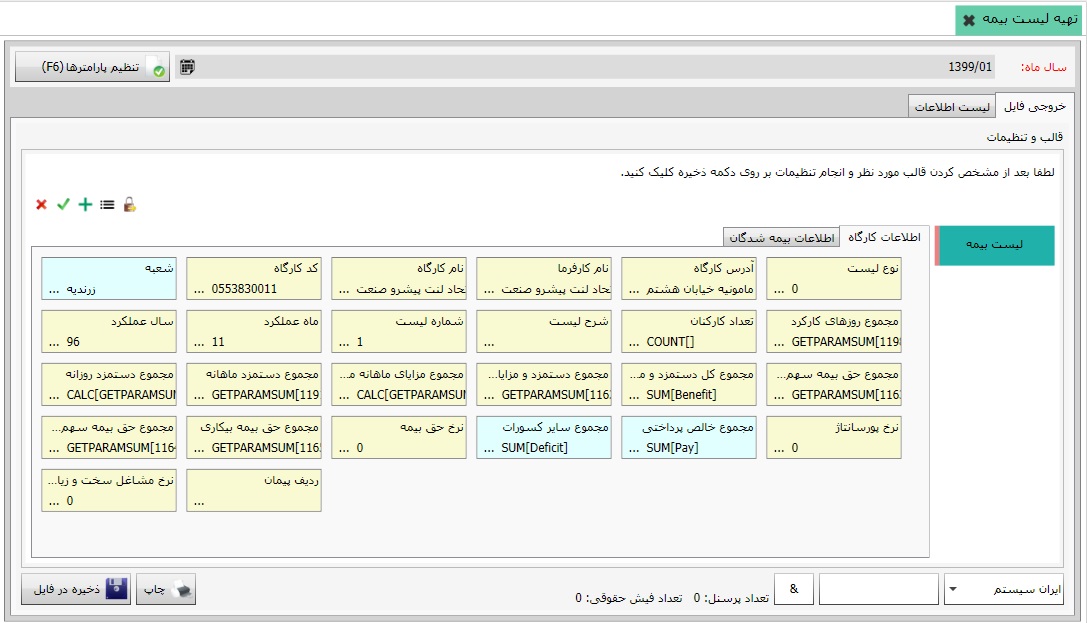 تهیه لیست بیمه
سال ماه: 1399/01 تنظیم پارامترها (F6)
خروجی فایل لیست اطلاعات
قالب و تنظیمات
لطفا بعد از مشخص کردن قالب مورد نظر و انجام تنظیمات بر روی دکمه ذخیره کلیک کنید.
لیست بیمه
اطلاعات کارگاه اطلاعات بیمه شدگان
نوع لیست آدرس کارگاه نام کارفرما نام کارگاه کد کارگاه شعبه
0 ... مامونیه خیابان هشتم ... تحاد لنت پیشرو صنعت ... تحاد لنت پیشرو صنعت ... 0553830011 ... زرندیه ...
مجموع روزهای کارکرد تعداد کارکنان شرح لیست شماره لیست ماه عملکرد سال عملکرد
GETPARAMSUM[119 ... COUNT[] ... ... 1 ... 11 ... 96 ...
مجموع حق بیمه سهم... مجموع کل دستمزد و م... مجموع دستمزد و مزایا... مجموع مزایای ماهانه م... مجموع دستمزد ماهانه مجموع دستمزد روزانه
GETPARAMSUM[116 ... SUM[Benefit] ... GETPARAMSUM[116 ... CALC[GETPARAMSU ... GETPARAMSUM[119 ... CALC[GETPARAMSU ...
نرخ پورسانتاژ مجموع خالص پرداختی مجموع سایر کسورات نرخ حق بیمه مجموع حق بیمه بیکاری مجموع حق بیمه سهم...
0 ... SUM[Pay] ... SUM[Deficit] ... 0 ... GETPARAMSUM[116 ... GETPARAMSUM[116 ...
ردیف پیمان نرخ مشاغل سخت و زیا...
... 0 ...
ایران سیستم & تعداد پرسنل: 0 تعداد فیش حقوقی: 0 چاپ ذخیره در فایل